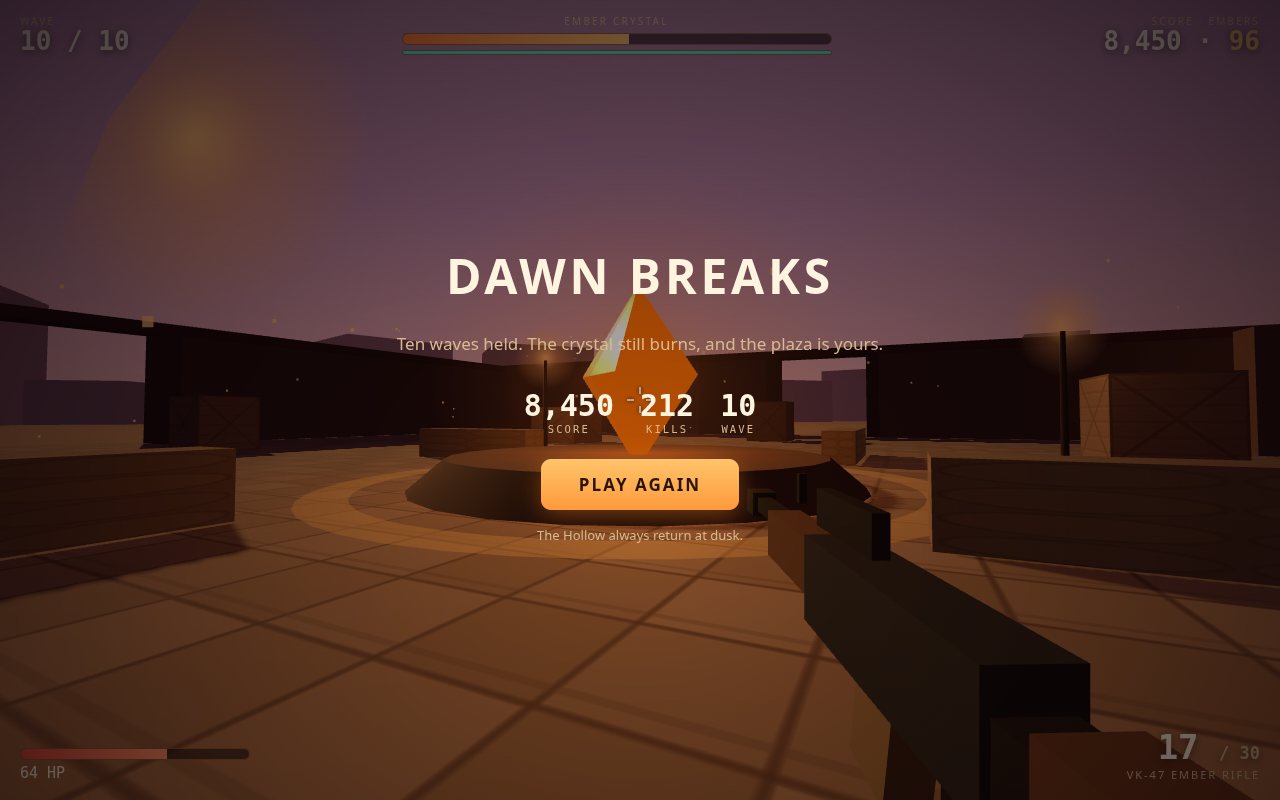 WAVE
10 / 10
EMBER CRYSTAL
SCORE · EMBERS
8,450 · 96
DAWN BREAKS
Ten waves held. The crystal still burns, and the plaza is yours.
8,450 212 10
SCORE KILLS WAVE
PLAY AGAIN
The Hollow always return at dusk.
64 HP
17 / 30
VK-47 EMBER RIFLE